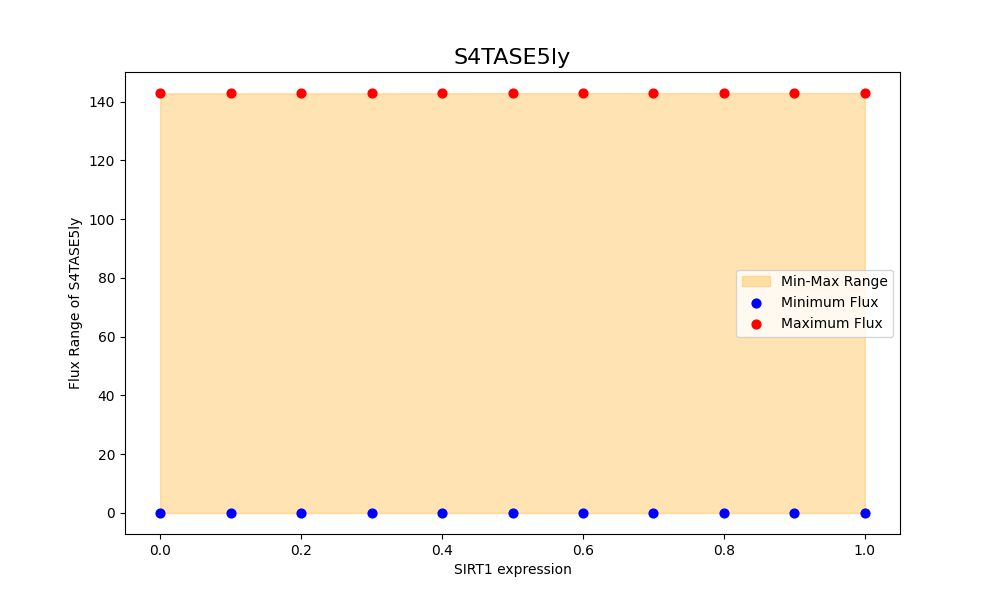 S4TASE5ly
Flux Range of S4TASE5ly
140
120
100
80
60
40
20
0
Min-Max Range
Minimum Flux
Maximum Flux
0.0
0.2
0.4
0.6
0.8
1.0
SIRT1 expression